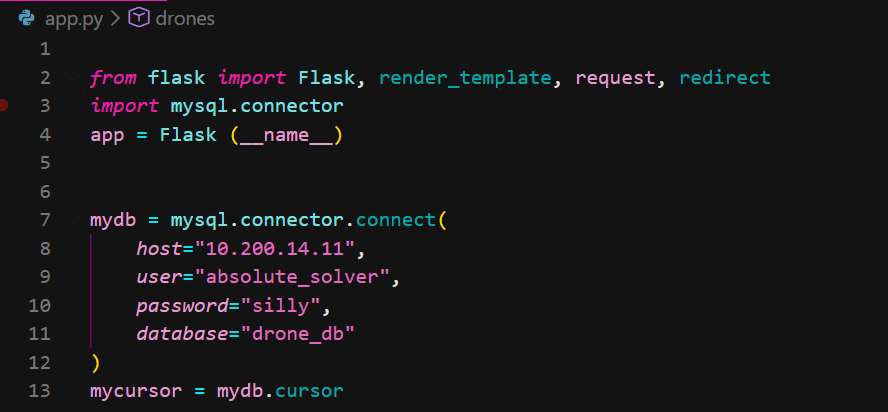 app.py > drones
1
2 from flask import Flask, render_template, request, redirect
3 import mysql.connector
4 app = Flask (__name__)
5
6
7 mydb = mysql.connector.connect(
8 host="10.200.14.11",
9 user="absolute_solver",
10 password="silly",
11 database="drone_db"
12 )
13 mycursor = mydb.cursor